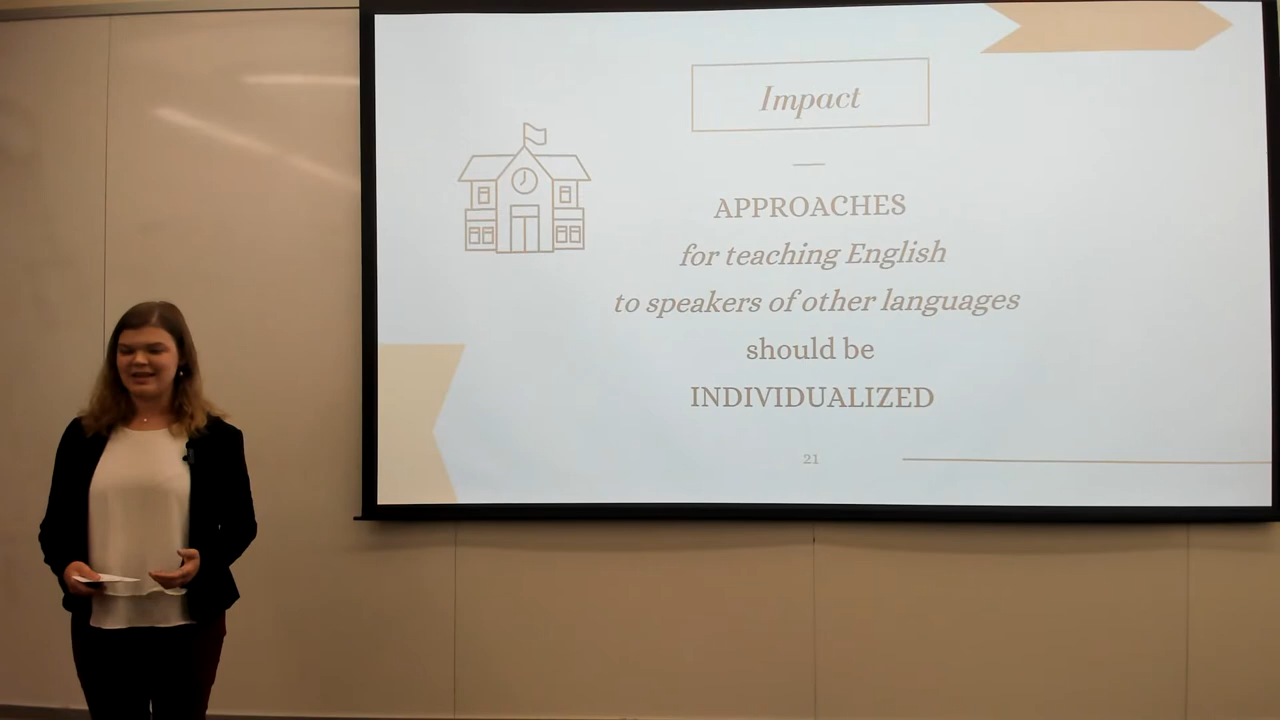 Impact
APPROACHES
for teaching English
to speakers of other languages
should be
INDIVIDUALIZED
21